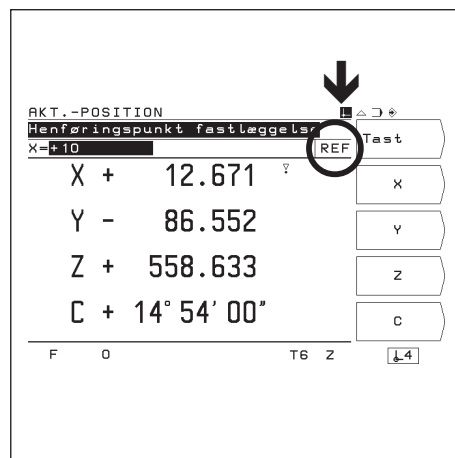 AKT.-POSITION
Henføringspunkt fastlæggelse
X=+10
REF
Tast
X + 12.671
X
Y - 86.552
Y
Z + 558.633
Z
C + 14° 54' 00"
C
F 0 T6 Z
4